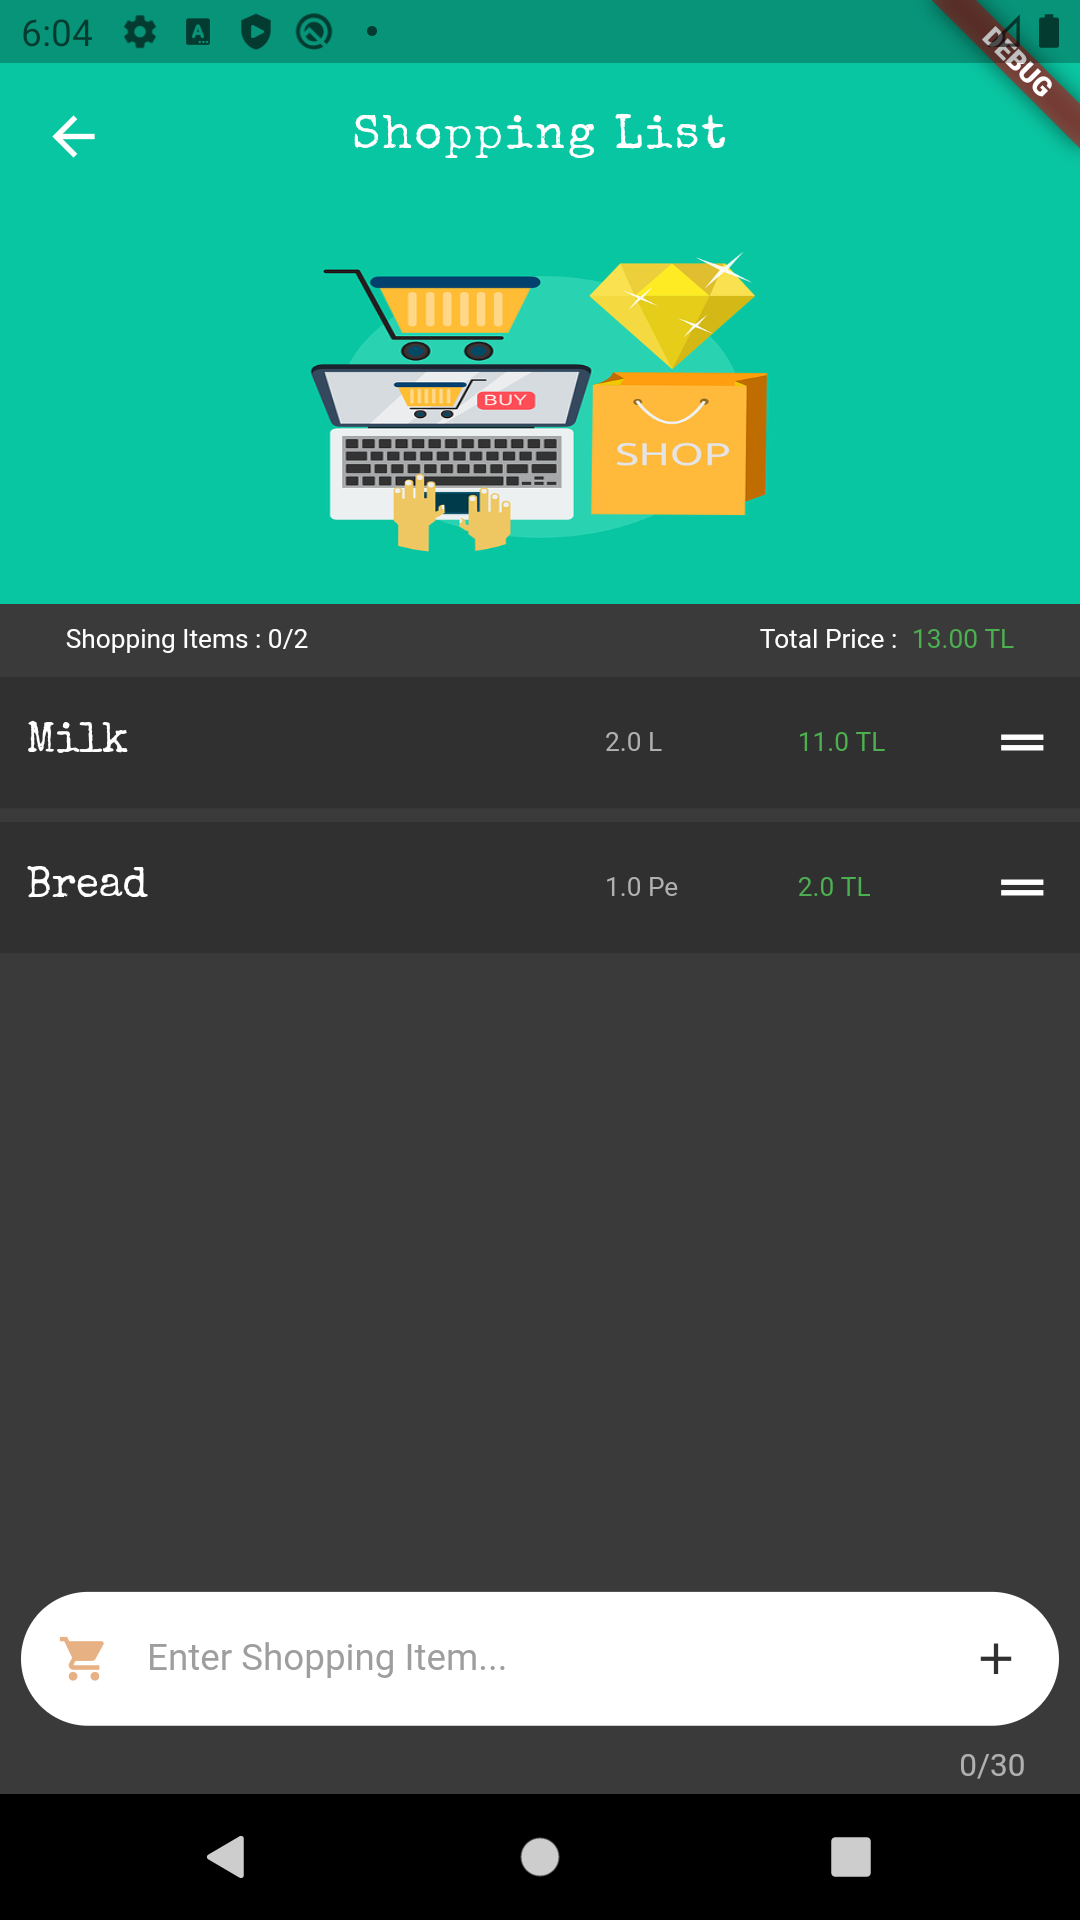 6:04
DEBUG
Shopping List
BUY
SHOP
Shopping Items : 0/2 Total Price : 13.00 TL
Milk 2.0 L 11.0 TL
Bread 1.0 Pe 2.0 TL
Enter Shopping Item...
0/30